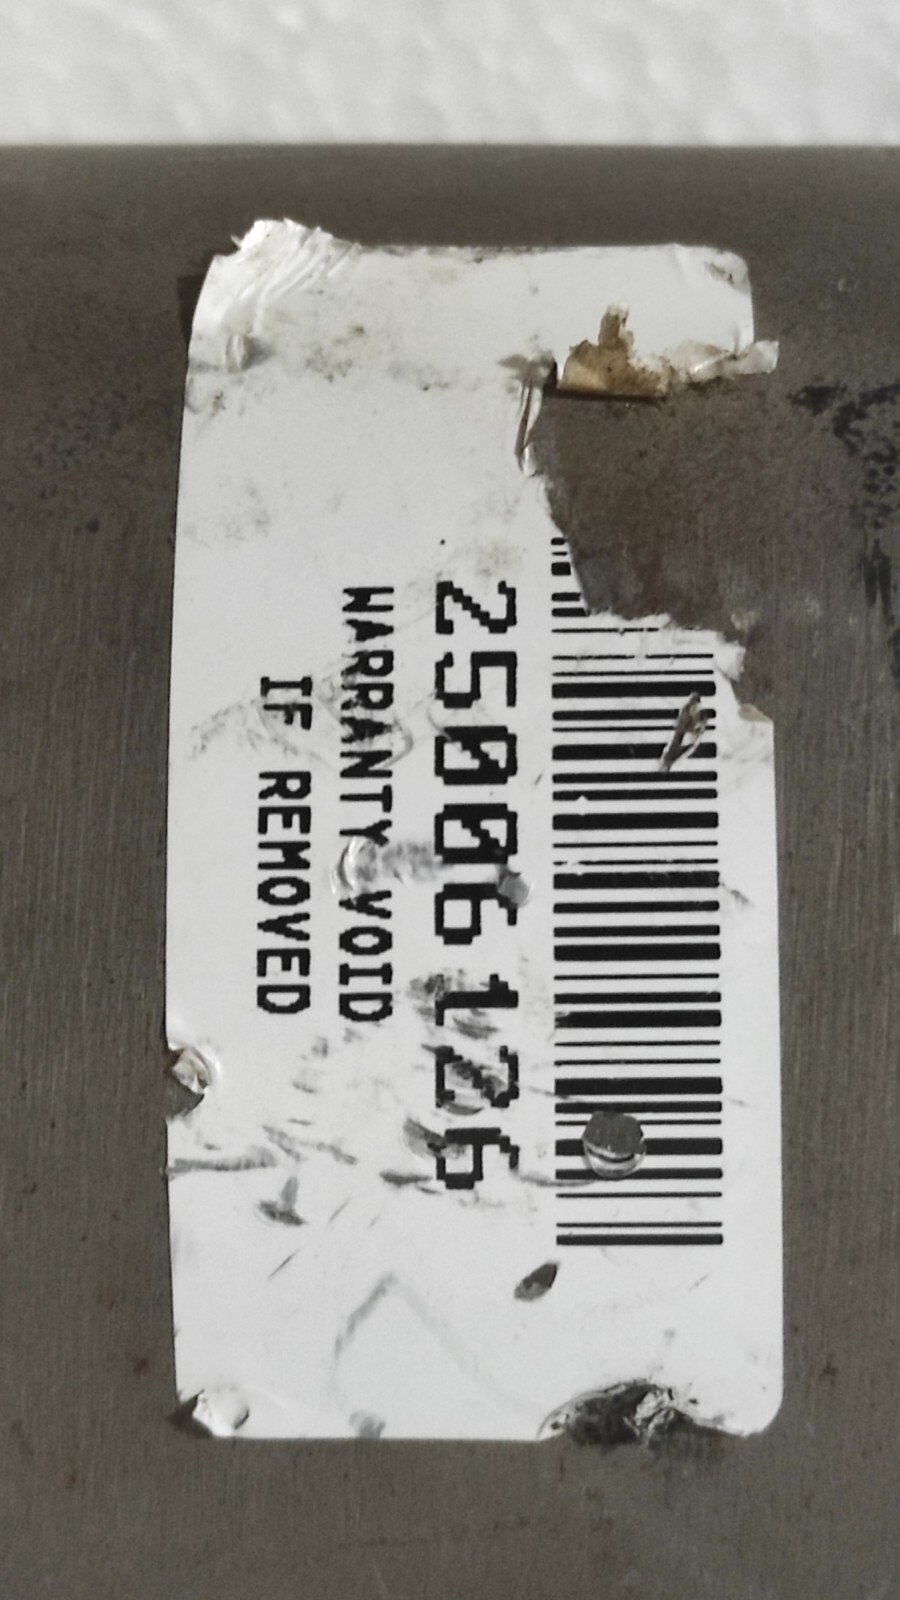 25006126
WARRANTY VOID
IF REMOVED